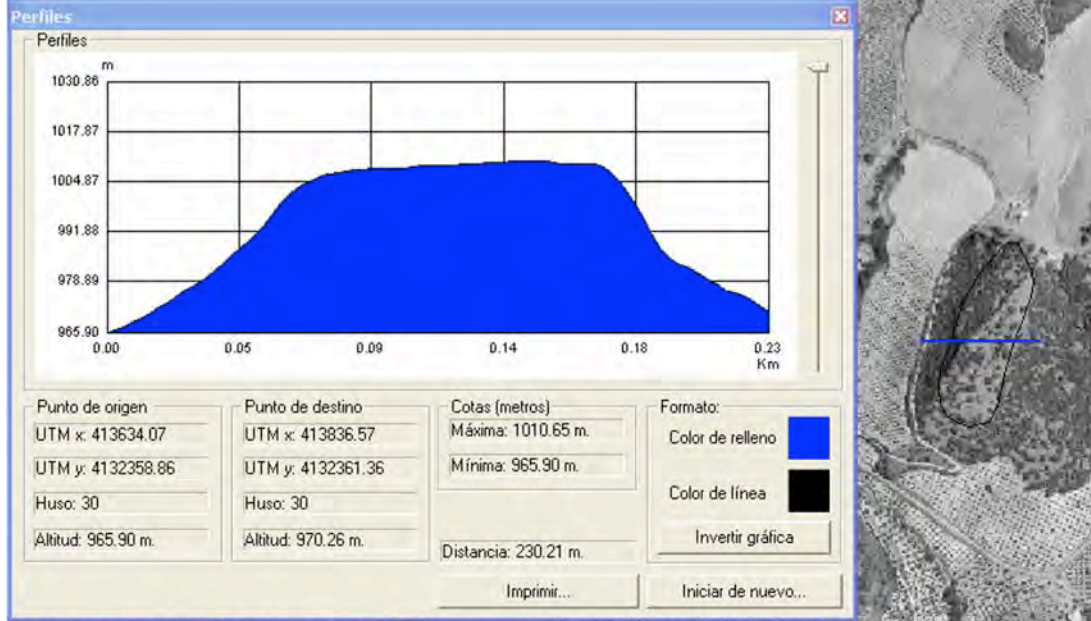 Perfiles
Perfiles
m
1030.86
1017.87
1004.87
991.88
978.89
965.90
0.00 0.05 0.09 0.14 0.18 0.23
Km
Punto de origen
UTM x: 413634.07
UTM y: 4132358.86
Huso: 30
Altitud: 965.90 m.
Punto de destino
UTM x: 413836.57
UTM y: 4132361.36
Huso: 30
Altitud: 970.26 m.
Cotas (metros)
Máxima: 1010.65 m.
Mínima: 965.90 m.
Distancia: 230.21 m.
Formato:
Color de relleno
Color de línea
Invertir gráfica
Imprimir...
Iniciar de nuevo...